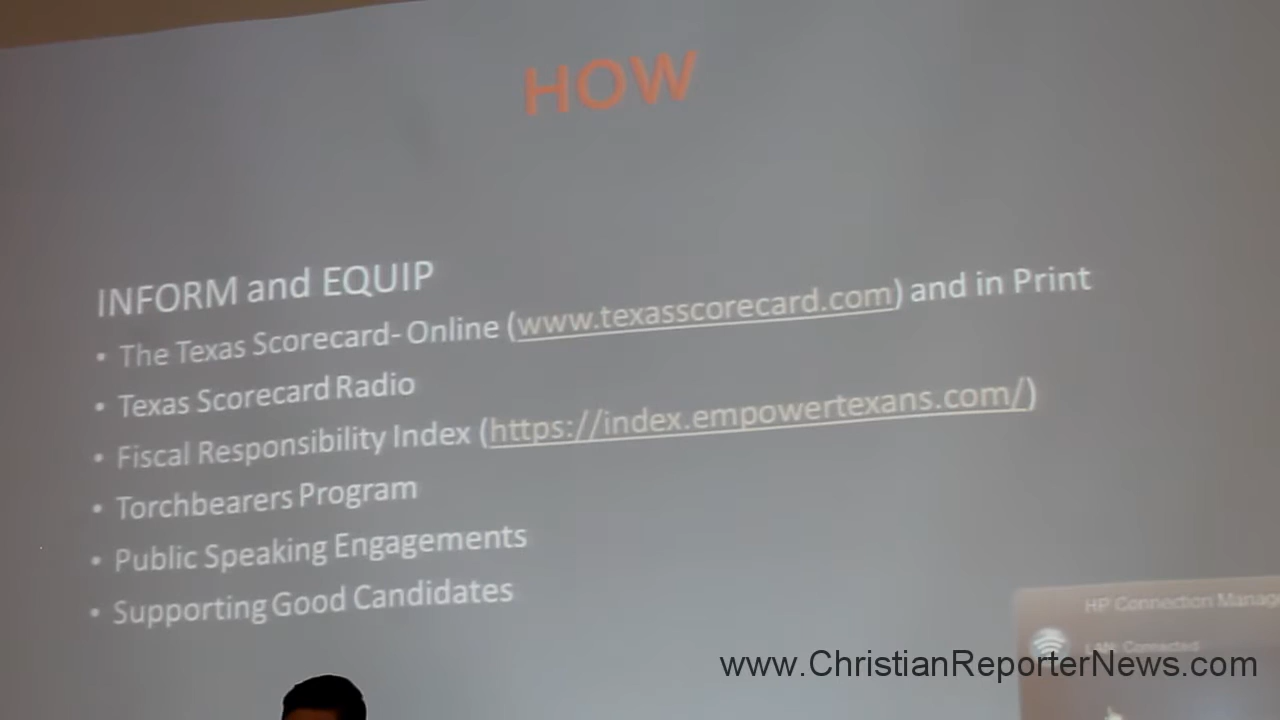 HOW
INFORM and EQUIP
• The Texas Scorecard- Online (www.texasscorecard.com) and in Print
• Texas Scorecard Radio
• Fiscal Responsibility Index (https://index.empowertexans.com/)
• Torchbearers Program
• Public Speaking Engagements
• Supporting Good Candidates
HP Connection Manag
LAN Connected
www.ChristianReporterNews.com